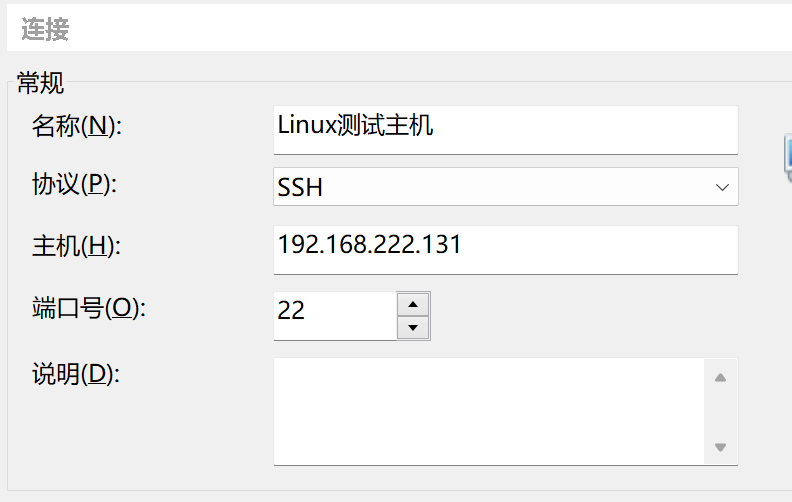 连接
常规
名称(N):
Linux测试主机
协议(P):
SSH
主机(H):
192.168.222.131
端口号(O):
22
说明(D):